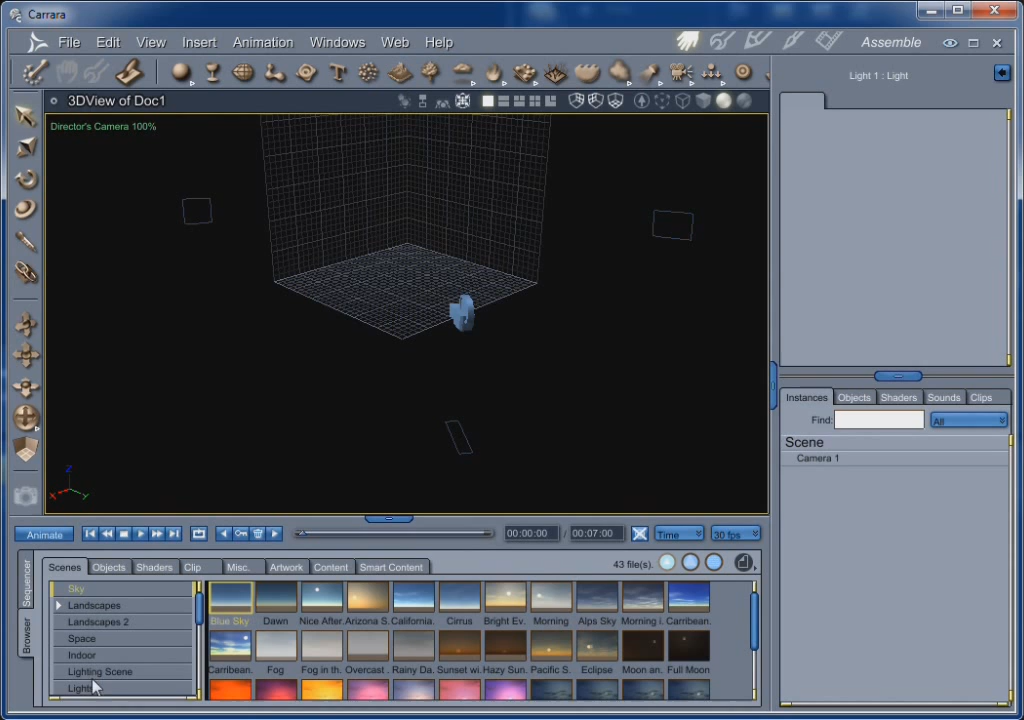 Carrara
File Edit View Insert Animation Windows Web Help Assemble
Light 1 : Light
3DView of Doc1
Director's Camera 100%
Z
X Y
Instances Objects Shaders Sounds Clips
Find: All
Scene
Camera 1
Animate 00:00:00 / 00:07:00 Time 30 fps
Sequencer
Browser
Scenes Objects Shaders Clip Misc. Artwork Content Smart Content 43 file(s).
Sky
Landscapes
Landscapes 2
Space
Indoor
Lighting Scene
Lights
Blue Sky Dawn Nice After. Arizona S. California. Cirrus Bright Ev. Morning Alps Sky Morning i. Carribean.
Carribean. Fog Fog in th. Overcast . Rainy Da. Sunset wi. Hazy Sun. Pacific S. Eclipse Moon an. Full Moon